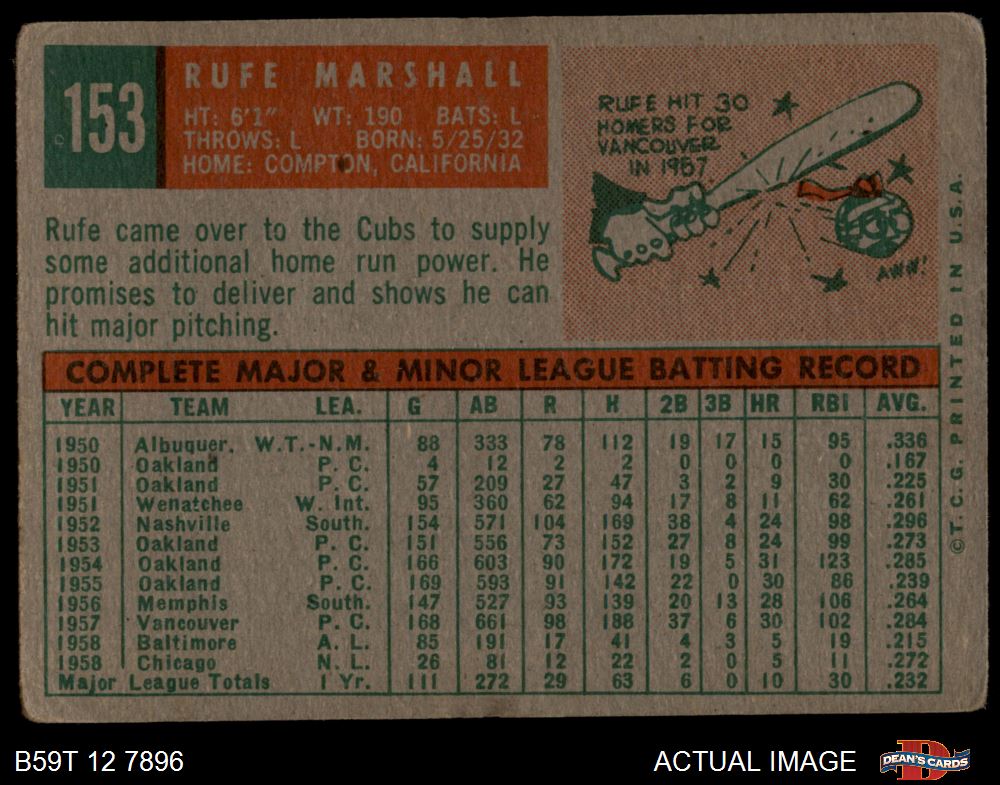 153
RUFE MARSHALL
HT: 6'1" WT: 190 BATS: L
THROWS: L BORN: 5/25/32
HOME: COMPTON, CALIFORNIA
RUFE HIT 30
HOMERS FOR
VANCOUVER
IN 1957
AWW!
Rufe came over to the Cubs to supply
some additional home run power. He
promises to deliver and shows he can
hit major pitching.
COMPLETE MAJOR & MINOR LEAGUE BATTING RECORD
YEAR TEAM LEA. G AB R H 2B 3B HR RBI AVG.
1950 Albuquer. W.T.-N.M. 88 333 78 112 19 17 15 95 .336
1950 Oakland P. C. 4 12 2 2 0 0 0 0 .167
1951 Oakland P. C. 57 209 27 47 3 2 9 30 .225
1951 Wenatchee W. Int. 95 360 62 94 17 8 11 62 .261
1952 Nashville South. 154 571 104 169 38 4 24 98 .296
1953 Oakland P. C. 151 556 73 152 27 8 24 99 .273
1954 Oakland P. C. 166 603 90 172 19 5 31 123 .285
1955 Oakland P. C. 169 593 91 142 22 0 30 86 .239
1956 Memphis South. 147 527 93 139 20 13 28 106 .264
1957 Vancouver P. C. 168 661 98 188 37 6 30 102 .284
1958 Baltimore A. L. 85 191 17 41 4 3 5 19 .215
1958 Chicago N. L. 26 81 12 22 2 0 5 11 .272
Major League Totals 1 Yr. 111 272 29 63 6 0 10 30 .232
©T. C. G. PRINTED IN U.S.A.
B59T 12 7896
ACTUAL IMAGE
DEAN'S CARDS